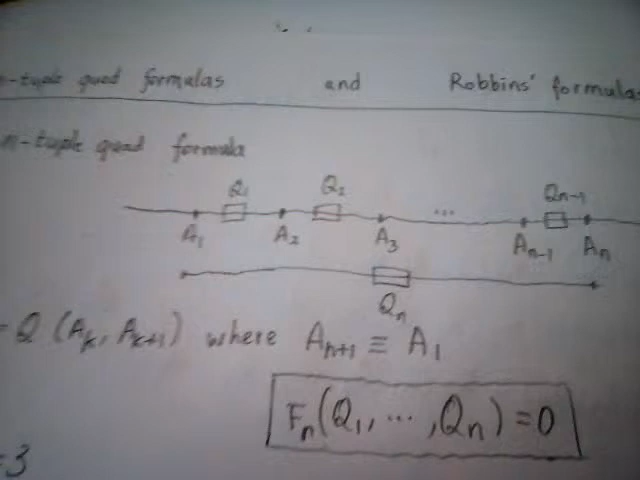 n-tuple quad formulas and Robbins' formulas
n-tuple quad formula
Q1 Q2 Qn-1
A1 A2 A3 ... An-1 An
Qn
= Q (Ak, Ak+1) where An+1 ≡ A1
Fn(Q1, ..., Qn) = 0
=3